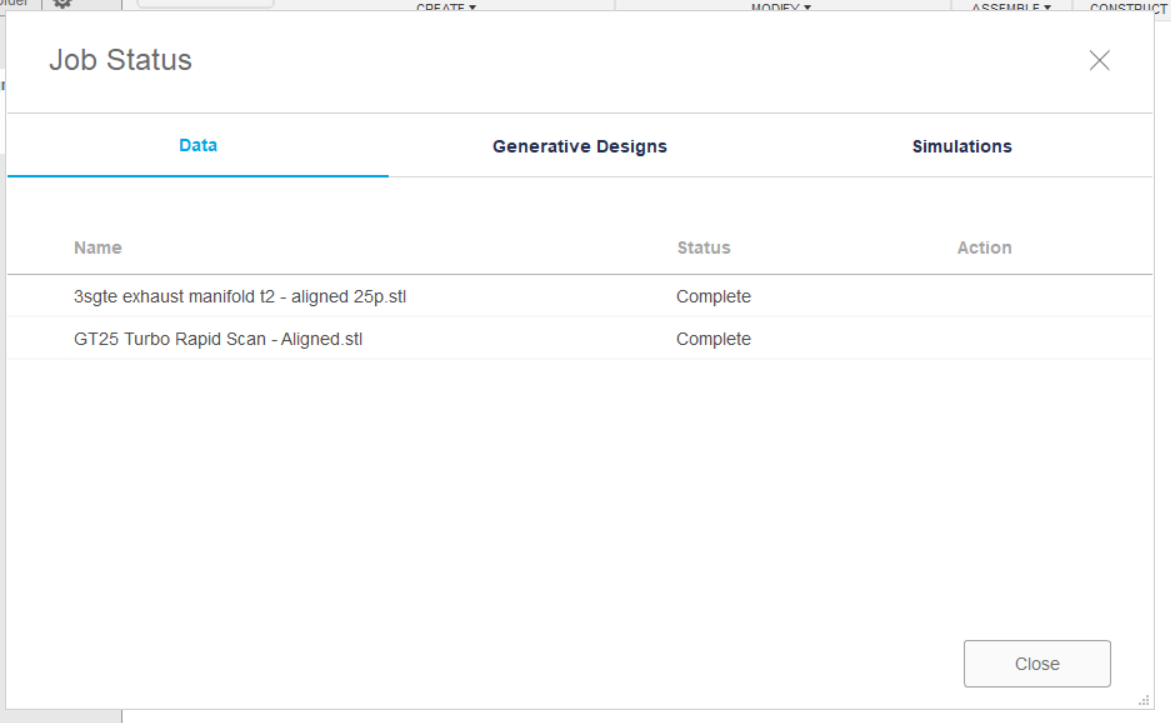 CREATE ▼ MODIFY ▼ ASSEMBLE ▼ CONSTRUCT
Job Status
Data Generative Designs Simulations
Name Status Action
3sgte exhaust manifold t2 - aligned 25p.stl Complete
GT25 Turbo Rapid Scan - Aligned.stl Complete
Close